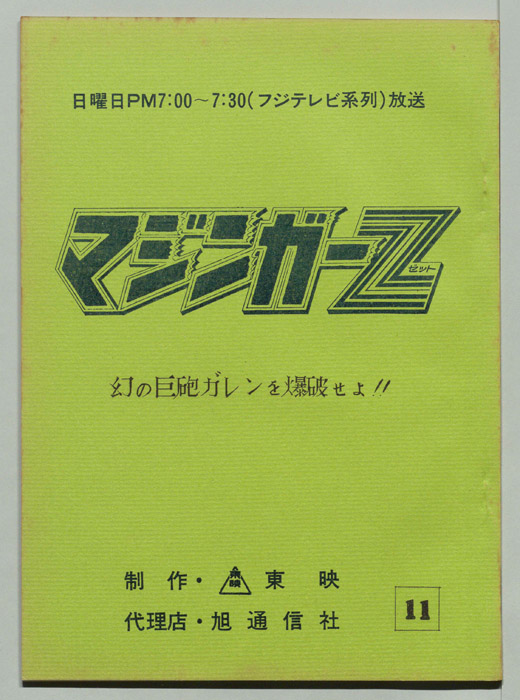 日曜日PM7:00～7:30(フジテレビ系列)放送
マジンガーZ
ゼット
幻の巨砲ガレンを爆破せよ!!
制作・東映 東映
代理店・旭通信社
11